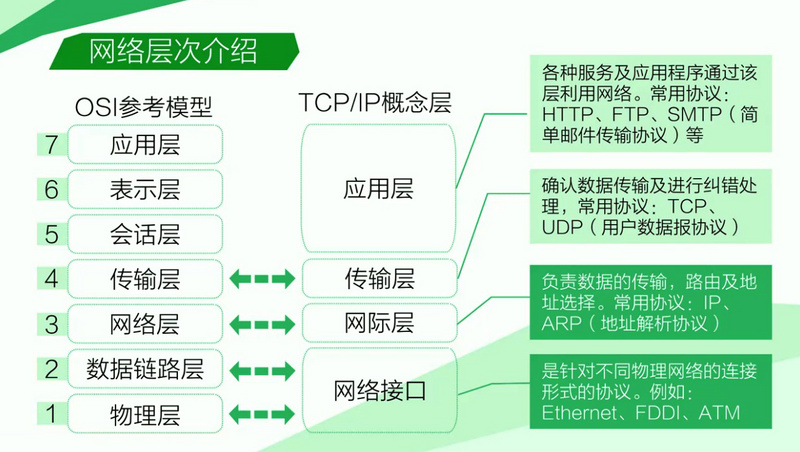 网络层次介绍
OSI参考模型
7 应用层
6 表示层
5 会话层
4 传输层
3 网络层
2 数据链路层
1 物理层
TCP/IP概念层
应用层
传输层
网际层
网络接口
各种服务及应用程序通过该
层利用网络。常用协议：
HTTP、FTP、SMTP（简
单邮件传输协议）等
确认数据传输及进行纠错处
理，常用协议：TCP、
UDP（用户数据报协议）
负责数据的传输，路由及地
址选择。常用协议：IP、
ARP（地址解析协议）
是针对不同物理网络的连接
形式的协议。例如：
Ethernet、FDDI、ATM